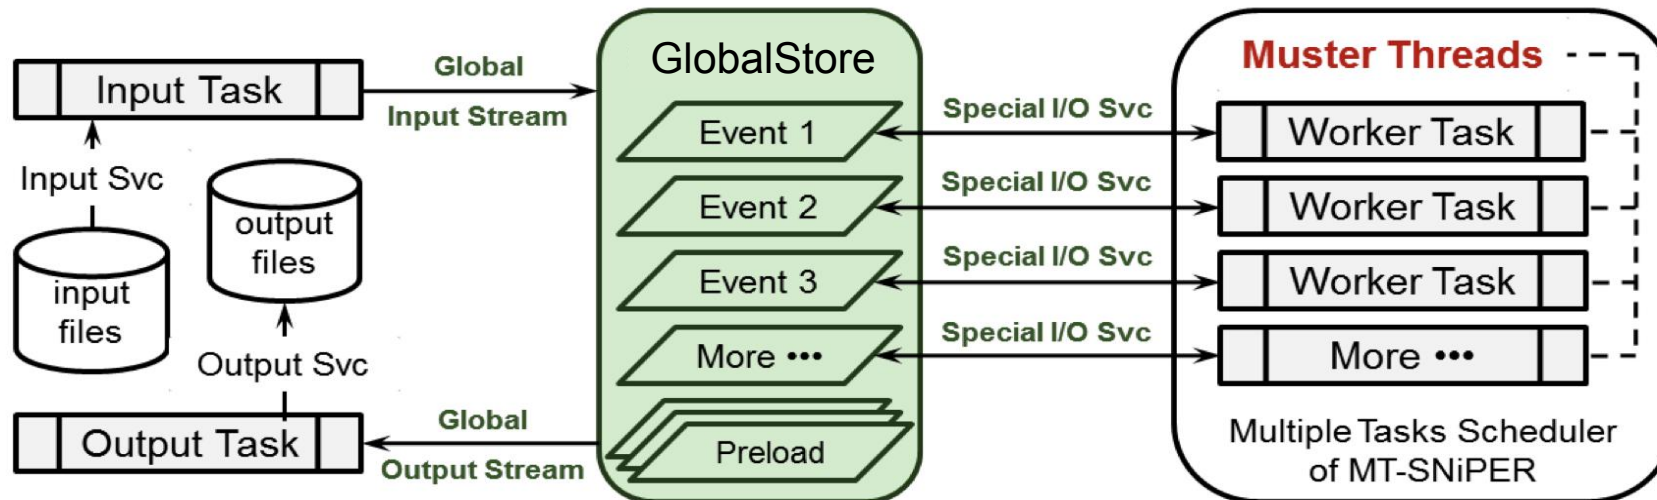 Input Task
Input Svc
input
files
output
files
Output Svc
Output Task
Global
Input Stream
Global
Output Stream
GlobalStore
Event 1
Event 2
Event 3
More •••
Preload
Special I/O Svc
Special I/O Svc
Special I/O Svc
Special I/O Svc
Muster Threads
Worker Task
Worker Task
Worker Task
More •••
Multiple Tasks Scheduler
of MT-SNiPER